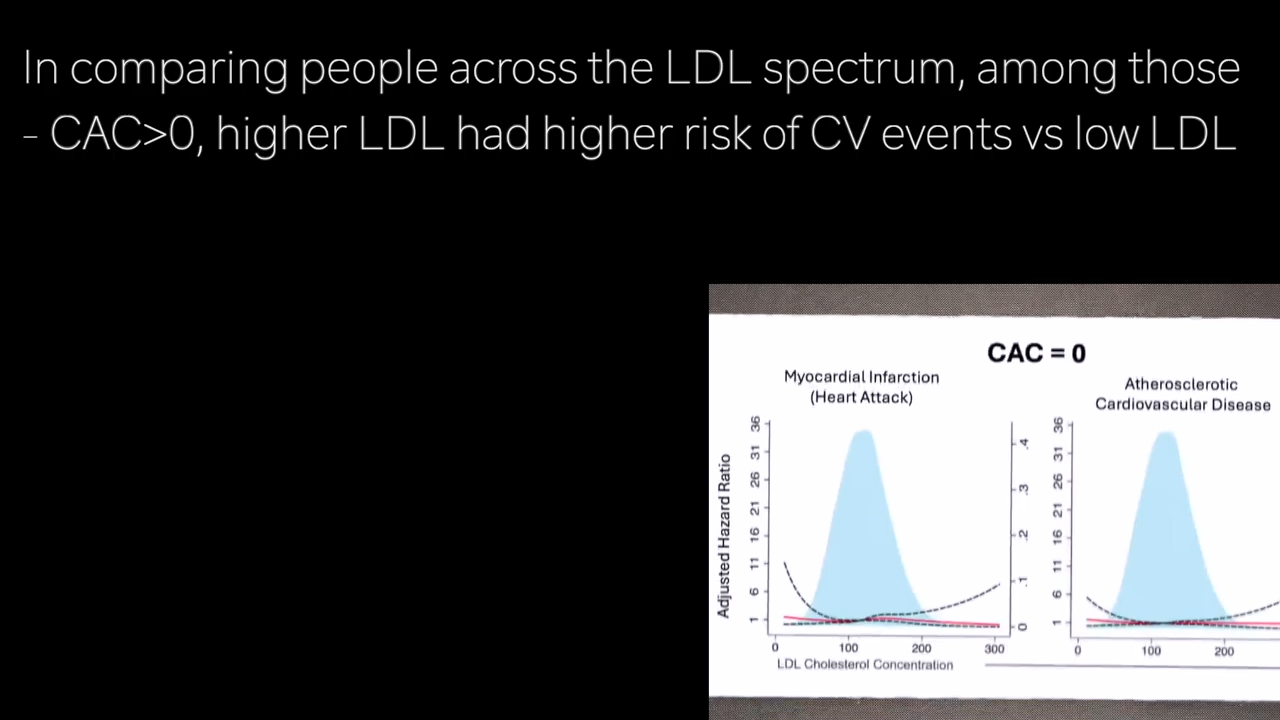 In comparing people across the LDL spectrum, among those
- CAC>0, higher LDL had higher risk of CV events vs low LDL
CAC = 0
Myocardial Infarction
(Heart Attack)
Atherosclerotic
Cardiovascular Disease
Adjusted Hazard Ratio
36
31
26
21
16
11
6
1
.4
.3
.2
.1
0
0 100 200 300
LDL Cholesterol Concentration
36
31
26
21
16
11
6
1
0 100 200